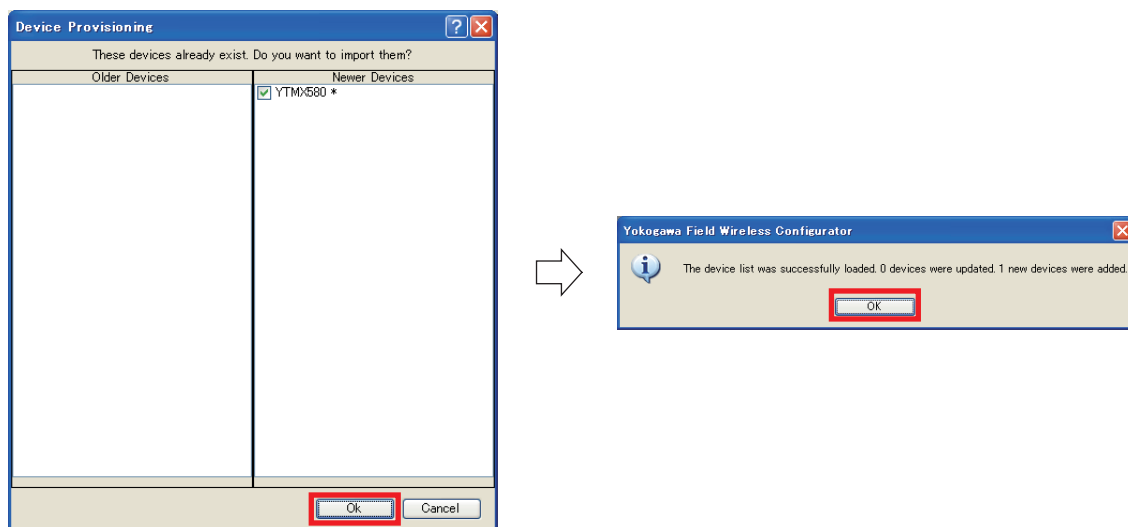 Device Provisioning
These devices already exist. Do you want to import them?
Older Devices
Newer Devices
YTMX580 *
Ok
Cancel
Yokogawa Field Wireless Configurator
The device list was successfully loaded. 0 devices were updated. 1 new devices were added.
OK